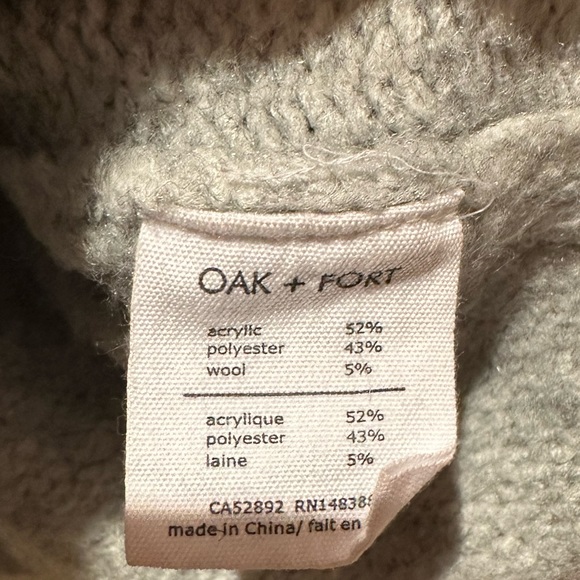 OAK + FORT
acrylic 52%
polyester 43%
wool 5%
acrylique 52%
polyester 43%
laine 5%
CA52892 RN148388
made in China/ fait en